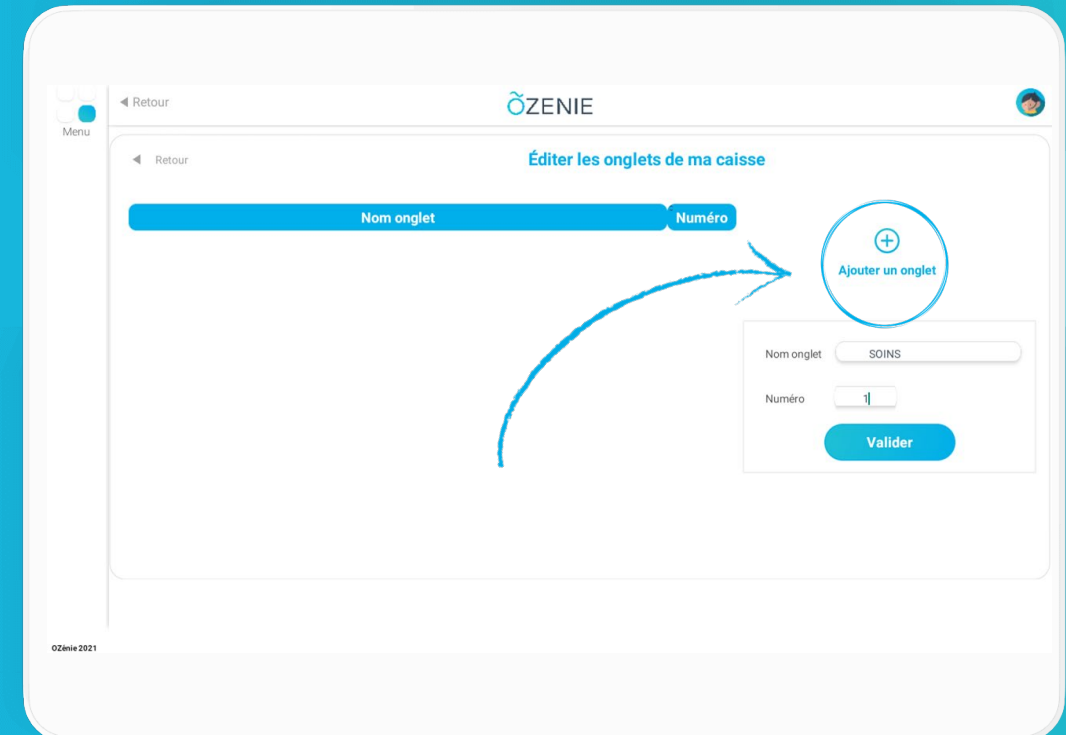 Retour
ÕZENIE
Menu
Retour
Éditer les onglets de ma caisse
Nom onglet
Numéro
Ajouter un onglet
Nom onglet
SOINS
Numéro
1
Valider
OZénie 2021